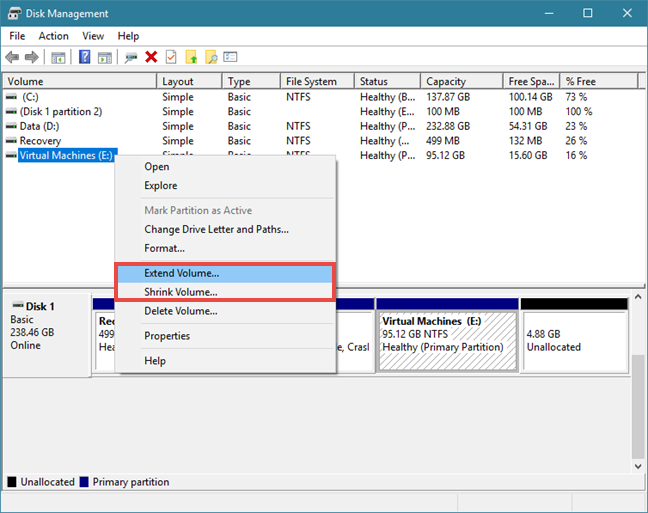 Disk Management
File Action View Help
Volume Layout Type File System Status Capacity Free Spa... % Free
(C:) Simple Basic NTFS Healthy (B... 137.87 GB 100.14 GB 73 %
(Disk 1 partition 2) Simple Basic Healthy (E... 100 MB 100 MB 100 %
Data (D:) Simple Basic NTFS Healthy (P... 232.88 GB 54.31 GB 23 %
Recovery Simple Basic NTFS Healthy (... 499 MB 132 MB 26 %
Virtual Machines (E:) Simple Basic NTFS Healthy (P... 95.12 GB 15.60 GB 16 %
Open
Explore
Mark Partition as Active
Change Drive Letter and Paths...
Format...
Extend Volume...
Shrink Volume...
Delete Volume...
Properties
Help
Disk 1
Basic
238.46 GB
Online
Rec
499
Hea
e, Crasl
Virtual Machines (E:)
95.12 GB NTFS
Healthy (Primary Partition)
4.88 GB
Unallocated
Unallocated Primary partition